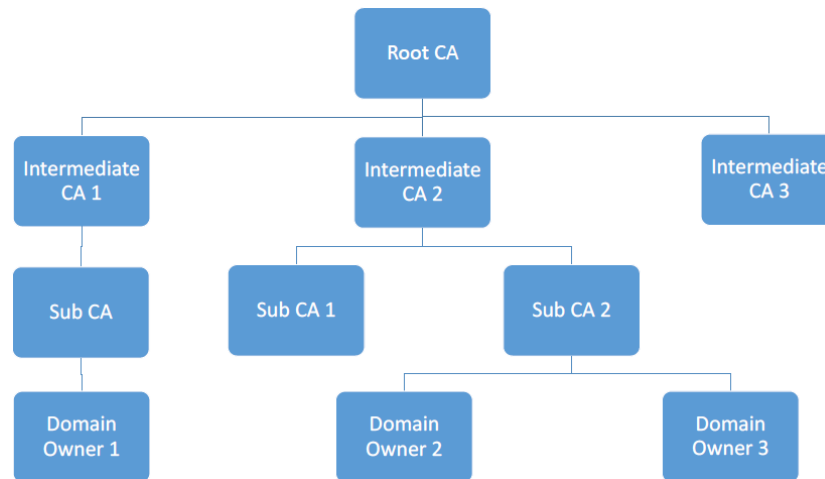 Root CA
Intermediate
CA 1
Intermediate
CA 2
Intermediate
CA 3
Sub CA
Sub CA 1
Sub CA 2
Domain
Owner 1
Domain
Owner 2
Domain
Owner 3